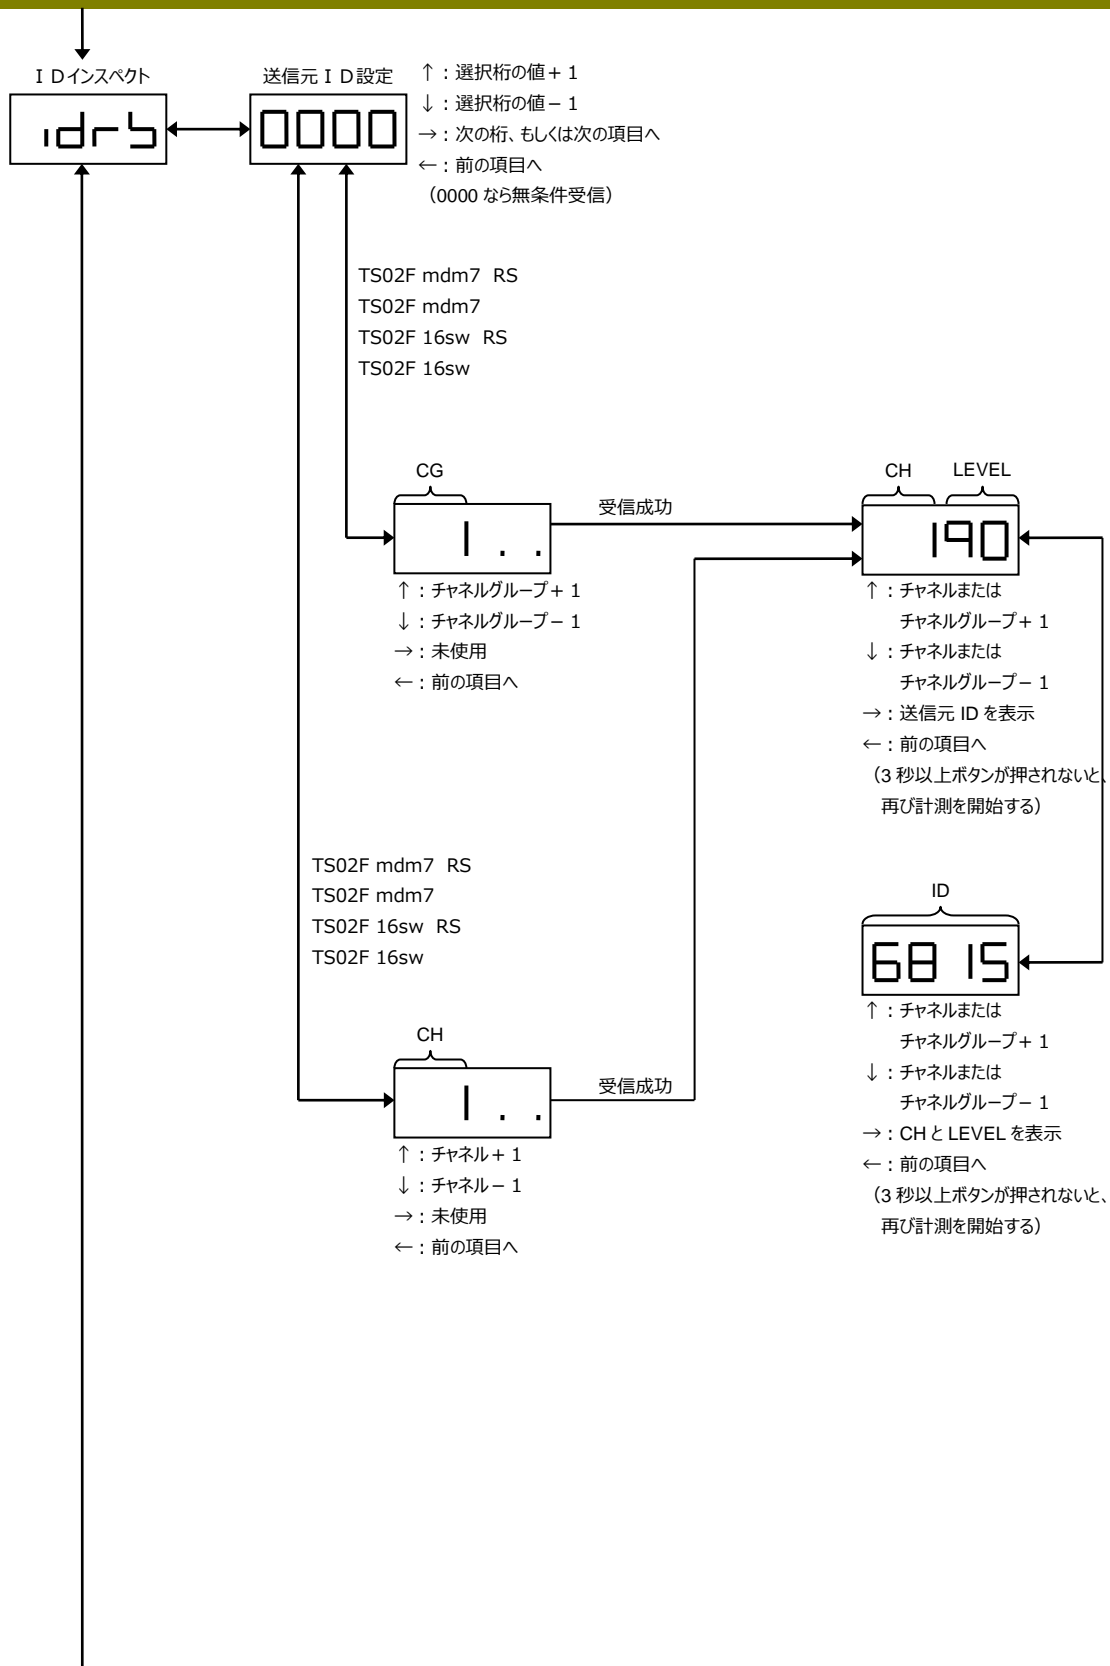 ＩＤインスペクト
idrs
送信元ＩＤ設定
0000
↑：選択桁の値＋1
↓：選択桁の値－1
→：次の桁、もしくは次の項目へ
←：前の項目へ
（0000 なら無条件受信）
TS02F mdm7 RS
TS02F mdm7
TS02F 16sw RS
TS02F 16sw
CG
1 . .
↑：チャネルグループ＋1
↓：チャネルグループ－1
→：未使用
←：前の項目へ
受信成功
CH LEVEL
190
↑：チャネルまたは
チャネルグループ＋1
↓：チャネルまたは
チャネルグループ－1
→：送信元 ID を表示
←：前の項目へ
（3 秒以上ボタンが押されないと、
再び計測を開始する）
TS02F mdm7 RS
TS02F mdm7
TS02F 16sw RS
TS02F 16sw
CH
1 . .
↑：チャネル＋1
↓：チャネル－1
→：未使用
←：前の項目へ
受信成功
ID
6815
↑：チャネルまたは
チャネルグループ＋1
↓：チャネルまたは
チャネルグループ－1
→：CH と LEVEL を表示
←：前の項目へ
（3 秒以上ボタンが押されないと、
再び計測を開始する）